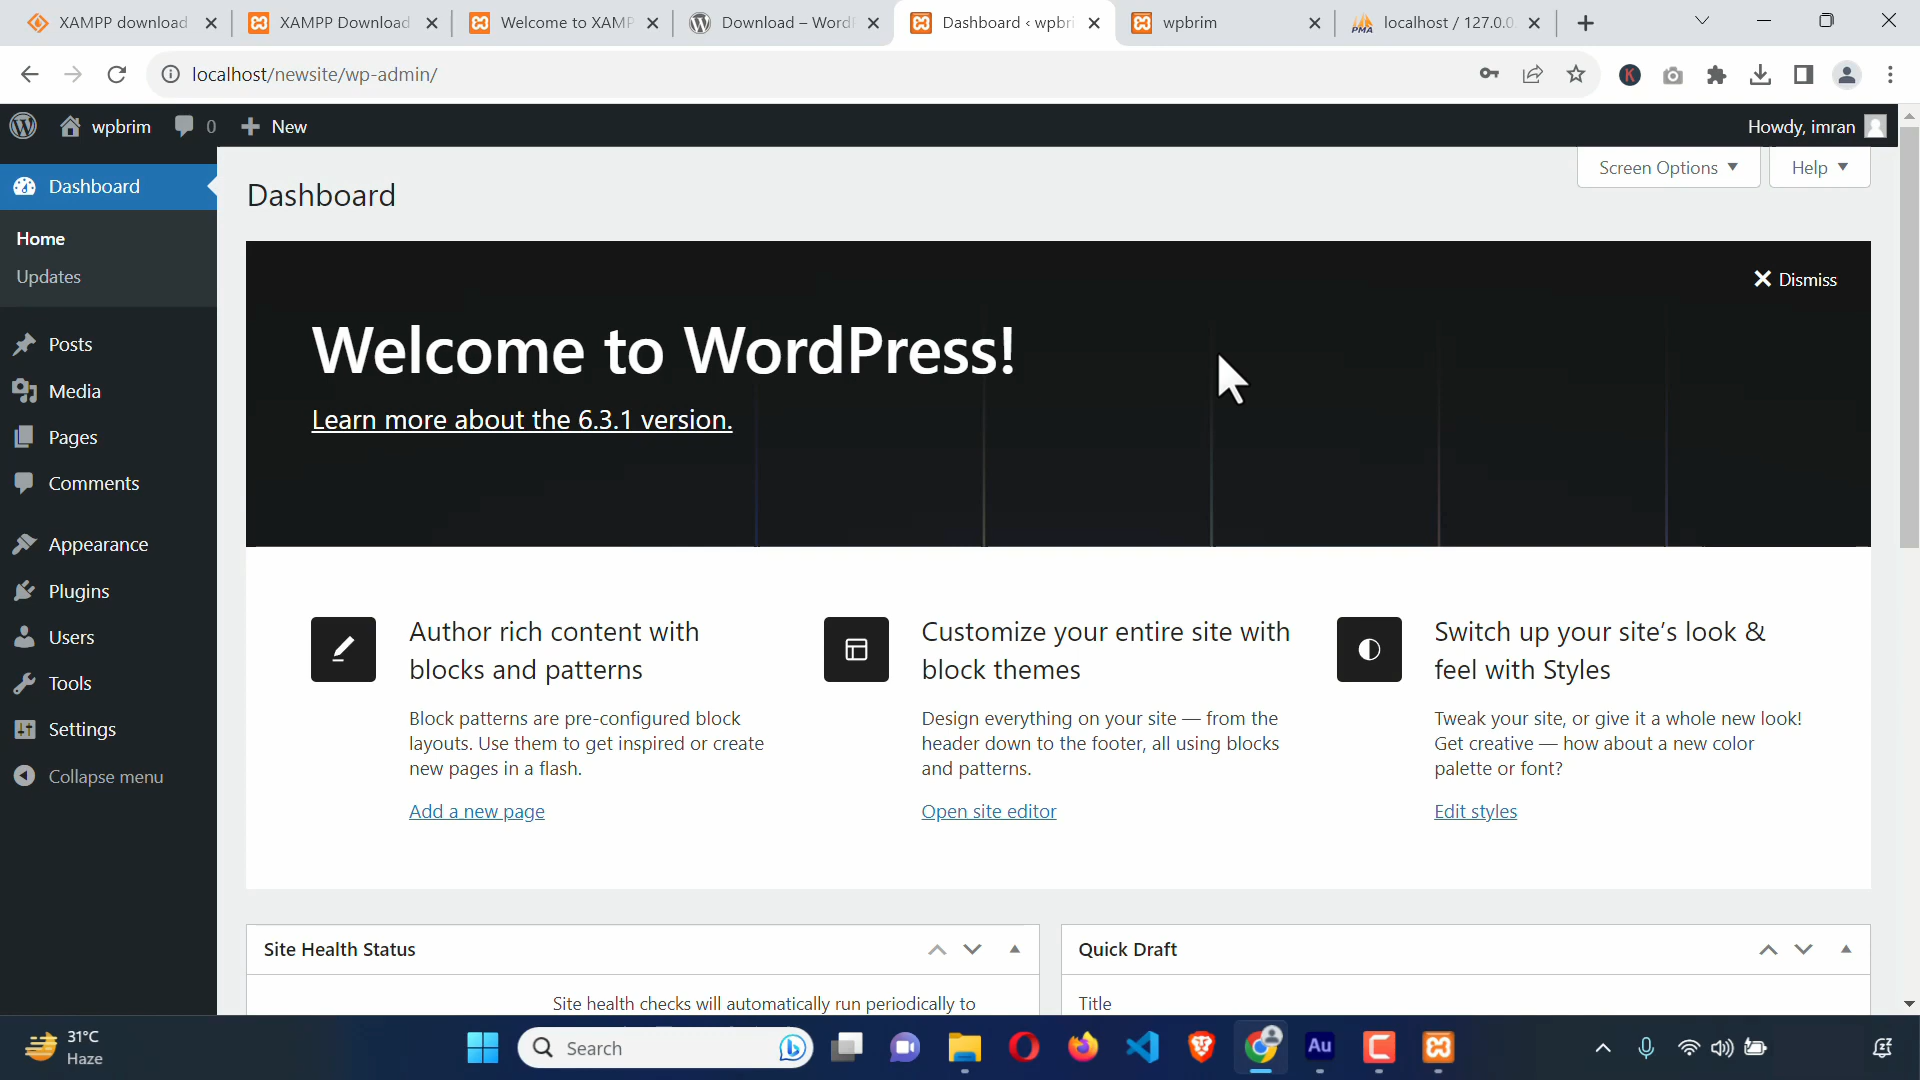 XAMPP download
XAMPP Download
Welcome to XAMP
Download – WordP
Dashboard ‹ wpbri
wpbrim
PMA
localhost / 127.0.0.
localhost/newsite/wp-admin/
K
wpbrim
0
New
Howdy, imran
Screen Options
Help
Dashboard
Home
Updates
Posts
Media
Pages
Comments
Appearance
Plugins
Users
Tools
Settings
Collapse menu
Dashboard
Dismiss
Welcome to WordPress!
Learn more about the 6.3.1 version.
Author rich content with
blocks and patterns
Block patterns are pre-configured block
layouts. Use them to get inspired or create
new pages in a flash.
Add a new page
Customize your entire site with
block themes
Design everything on your site — from the
header down to the footer, all using blocks
and patterns.
Open site editor
Switch up your site's look &
feel with Styles
Tweak your site, or give it a whole new look!
Get creative — how about a new color
palette or font?
Edit styles
Site Health Status
Site health checks will automatically run periodically to
Quick Draft
Title
31°C
Haze
Search
Au